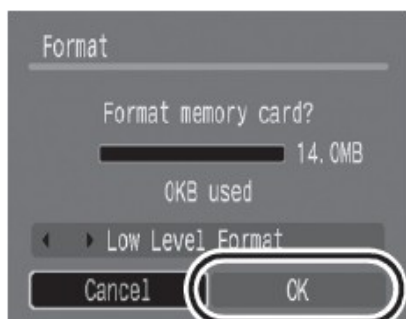 Format
Format memory card?
14.0MB
0KB used
Low Level Format
Cancel OK